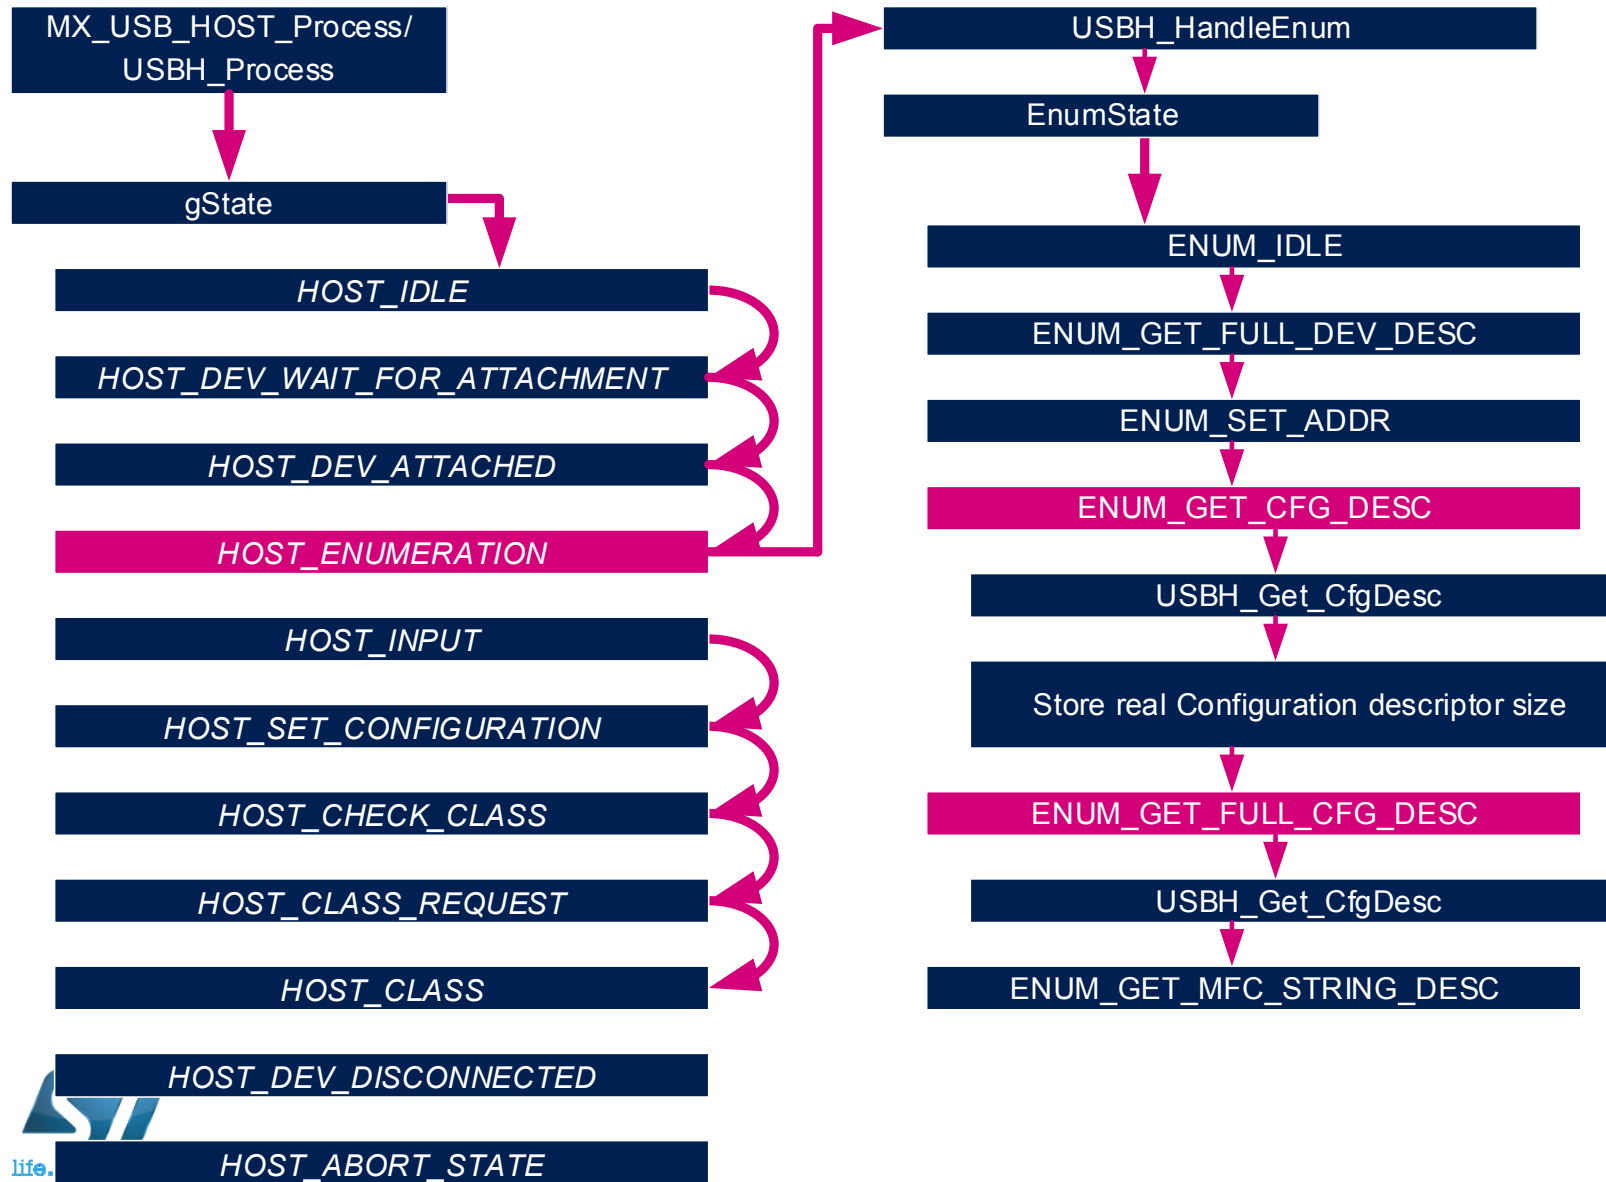 MX_USB_HOST_Process/
USBH_Process
gState
HOST_IDLE
HOST_DEV_WAIT_FOR_ATTACHMENT
HOST_DEV_ATTACHED
HOST_ENUMERATION
HOST_INPUT
HOST_SET_CONFIGURATION
HOST_CHECK_CLASS
HOST_CLASS_REQUEST
HOST_CLASS
HOST_DEV_DISCONNECTED
HOST_ABORT_STATE
life.
USBH_HandleEnum
EnumState
ENUM_IDLE
ENUM_GET_FULL_DEV_DESC
ENUM_SET_ADDR
ENUM_GET_CFG_DESC
USBH_Get_CfgDesc
Store real Configuration descriptor size
ENUM_GET_FULL_CFG_DESC
USBH_Get_CfgDesc
ENUM_GET_MFC_STRING_DESC